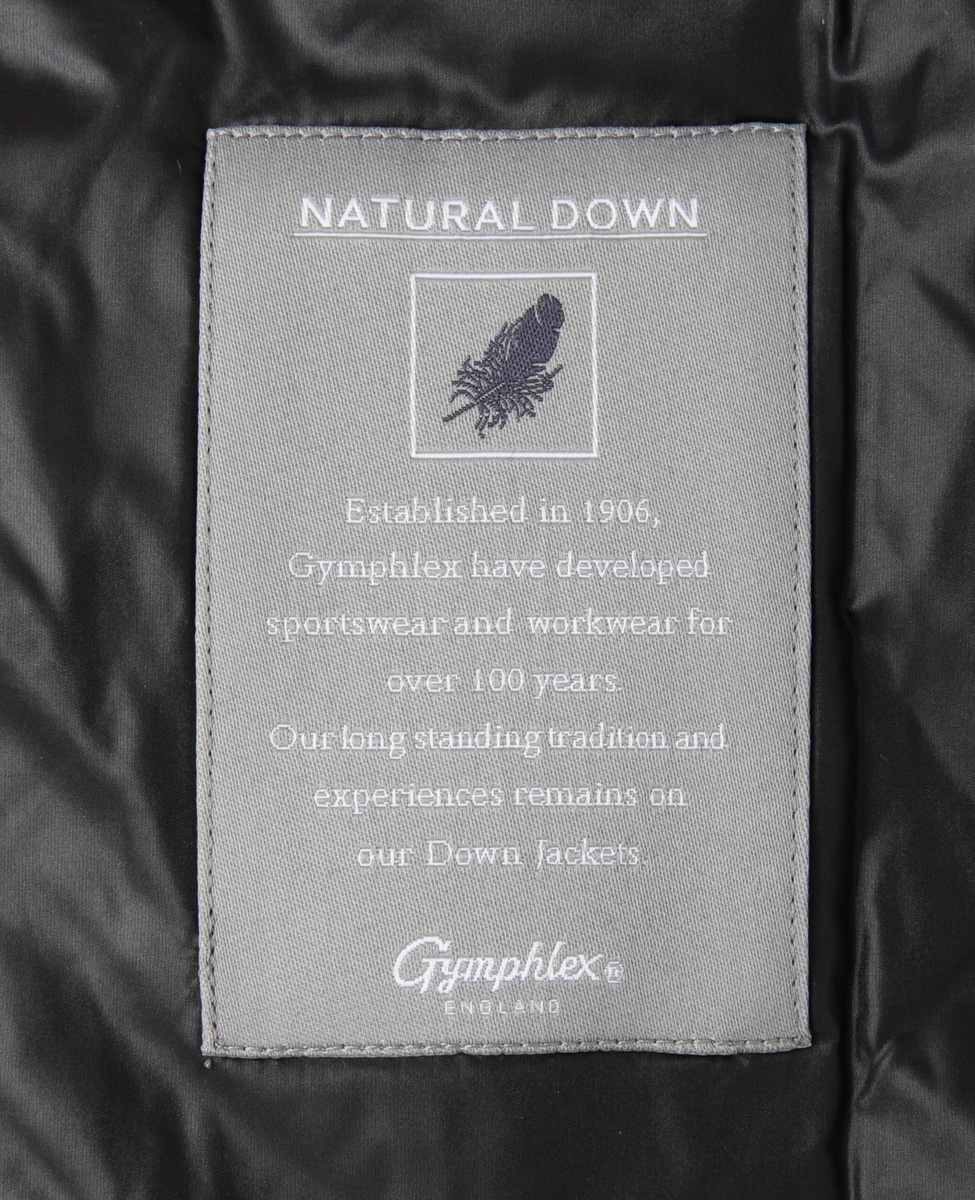 NATURAL DOWN
Established in 1906,
Gymphlex have developed
sportswear and workwear for
over 100 years.
Our long standing tradition and
experiences remains on
our Down Jackets.
Gymphlex
ENGLAND